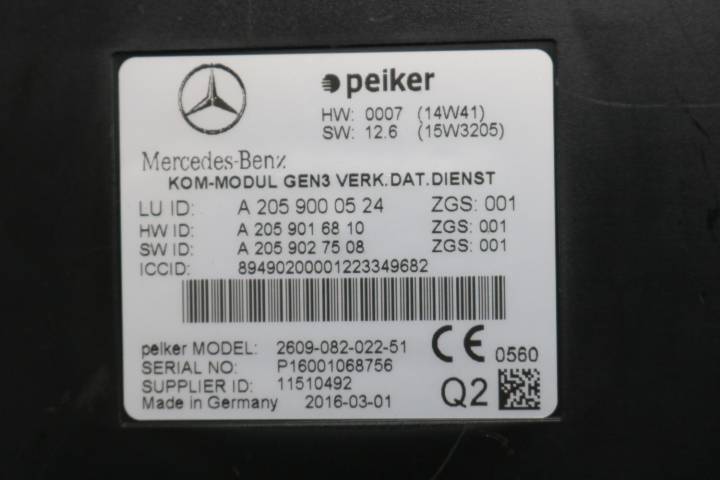 peiker
HW: 0007 (14W41)
SW: 12.6 (15W3205)
Mercedes-Benz
KOM-MODUL GEN3 VERK.DAT.DIENST
LU ID: A 205 900 05 24 ZGS: 001
HW ID: A 205 901 68 10 ZGS: 001
SW ID: A 205 902 75 08 ZGS: 001
ICCID: 89490200001223349682
peiker MODEL: 2609-082-022-51
SERIAL NO: P16001068756
SUPPLIER ID: 11510492
Made in Germany 2016-03-01
CE 0560
Q2